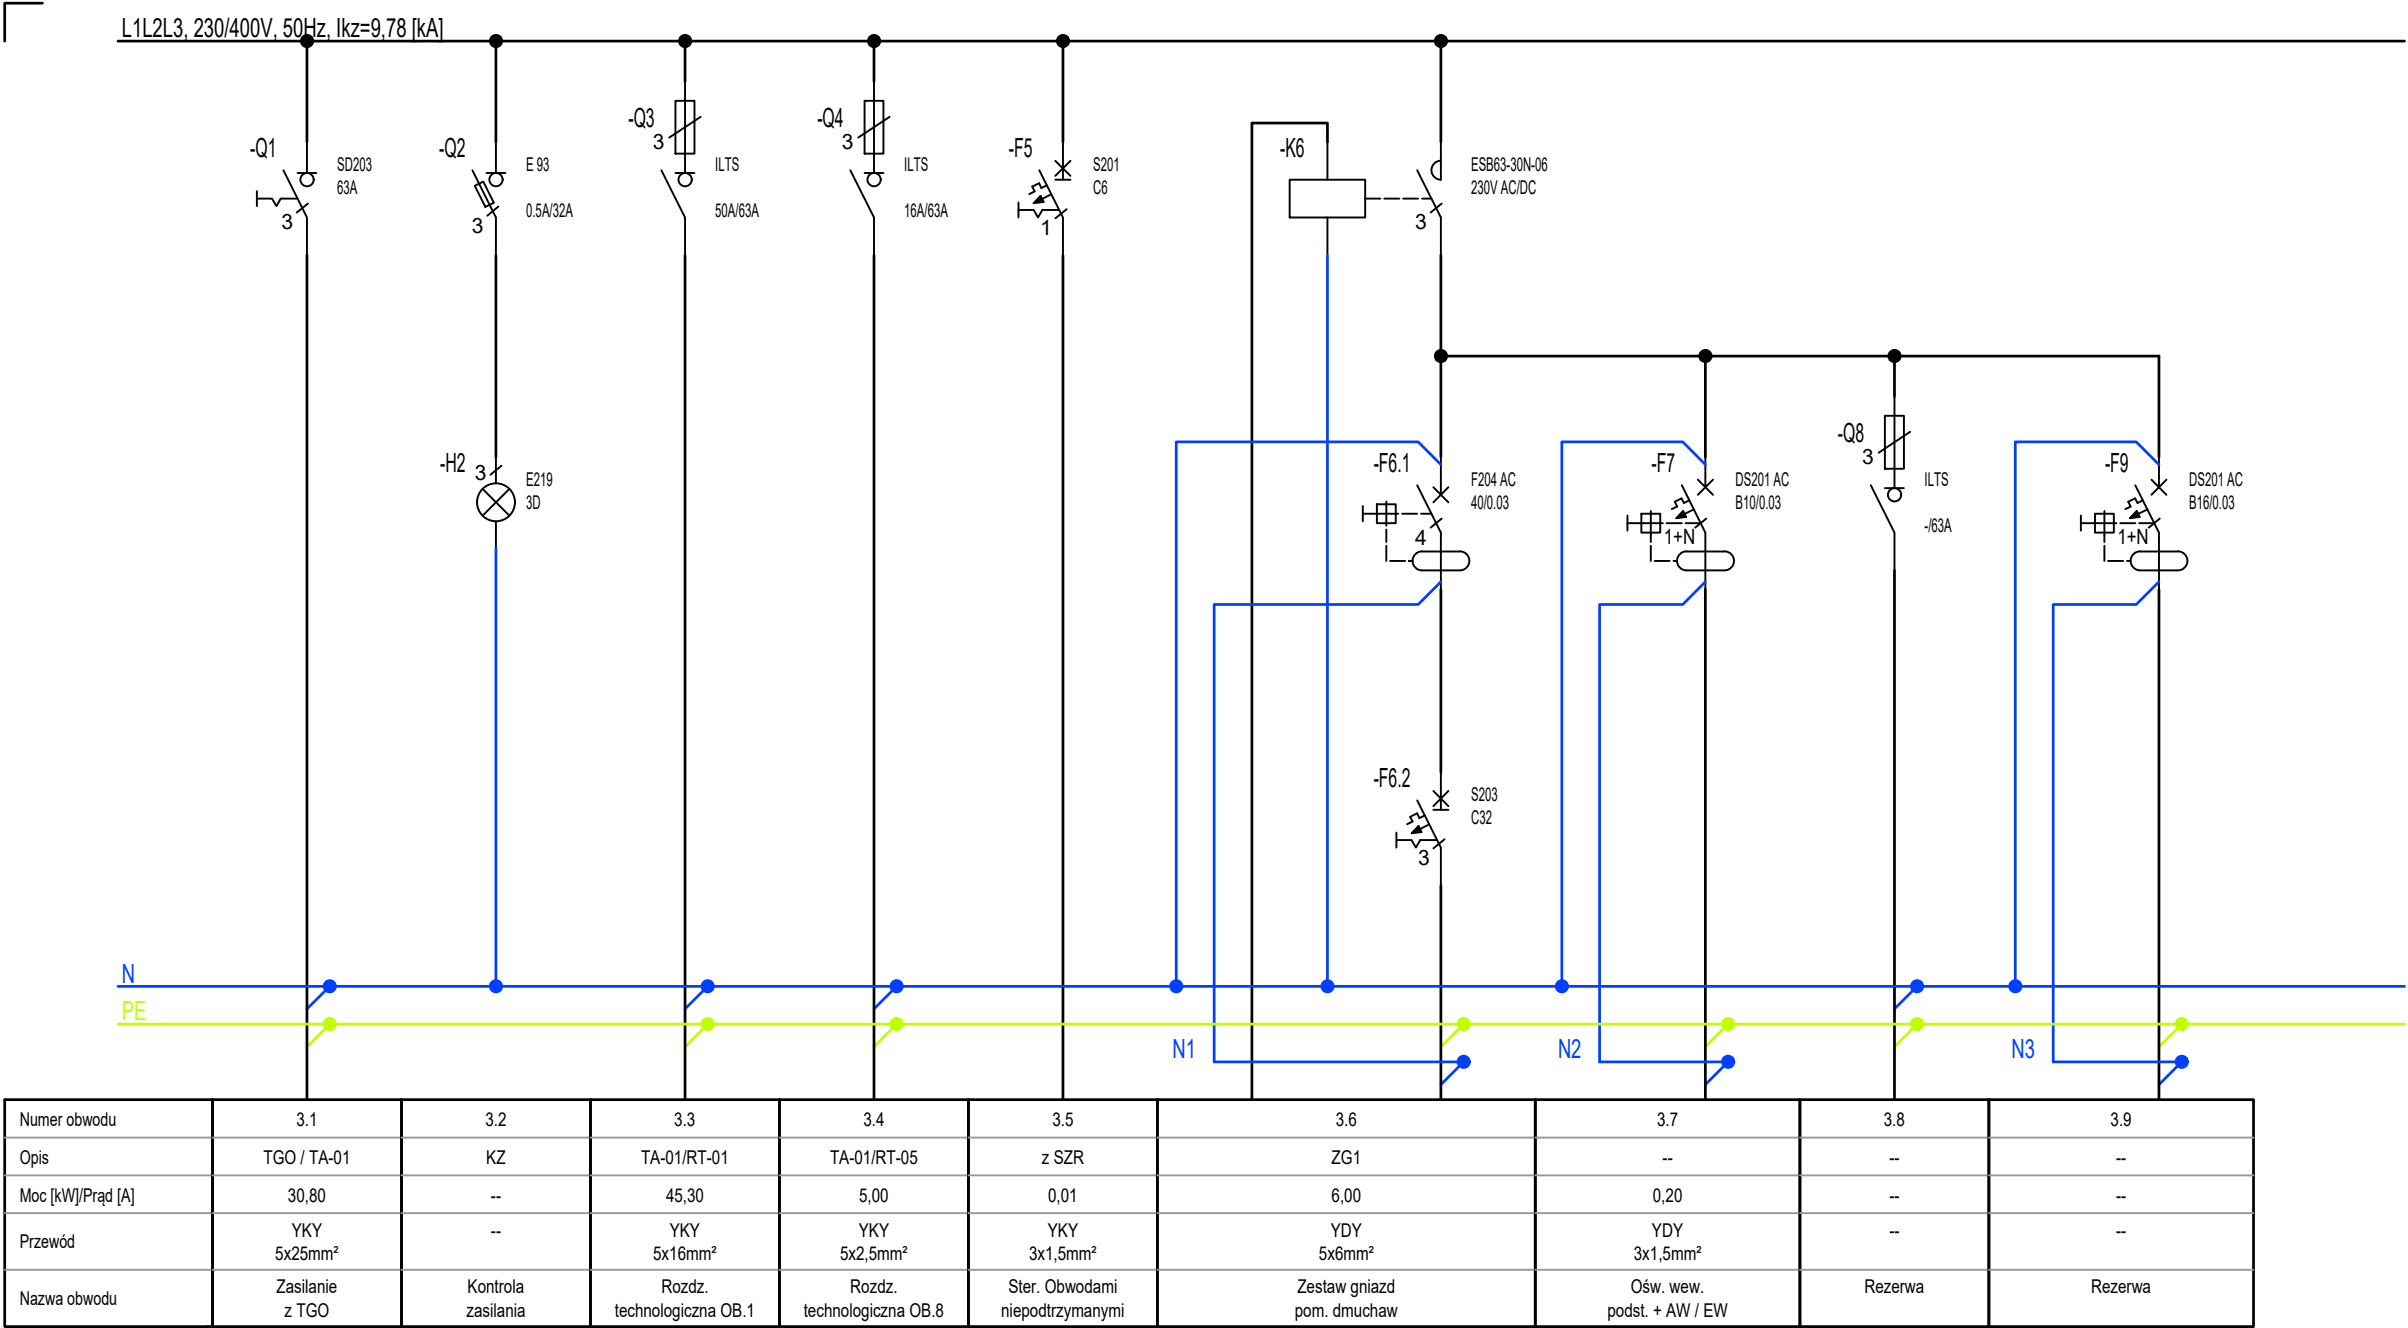 L1L2L3, 230/400V, 50Hz, Ikz=9,78 [kA]
-Q1
SD203
63A
3
-Q2
E 93
0.5A/32A
3
-Q3
3
ILTS
50A/63A
-Q4
3
ILTS
16A/63A
-F5
S201
C6
1
-K6
ESB63-30N-06
230V AC/DC
3
-H2
3
E219
3D
-F6.1
F204 AC
40/0.03
4
-F7
DS201 AC
B10/0.03
1+N
-Q8
3
ILTS
-/63A
-F9
DS201 AC
B16/0.03
1+N
-F6.2
S203
C32
3
N
PE
N1
N2
N3
Numer obwodu 3.1 3.2 3.3 3.4 3.5 3.6 3.7 3.8 3.9
Opis TGO / TA-01 KZ TA-01/RT-01 TA-01/RT-05 z SZR ZG1 -- -- --
Moc [kW]/Prąd [A] 30,80 -- 45,30 5,00 0,01 6,00 0,20 -- --
Przewód YKY 5x25mm² -- YKY 5x16mm² YKY 5x2,5mm² YKY 3x1,5mm² YDY 5x6mm² YDY 3x1,5mm² -- --
Nazwa obwodu Zasilanie z TGO Kontrola zasilania Rozdz. technologiczna OB.1 Rozdz. technologiczna OB.8 Ster. Obwodami niepodtrzymanymi Zestaw gniazd pom. dmuchaw Ośw. wew. podst. + AW / EW Rezerwa Rezerwa